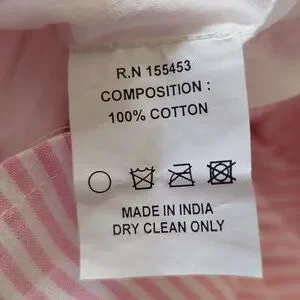 R.N 155453
COMPOSITION :
100% COTTON
MADE IN INDIA
DRY CLEAN ONLY